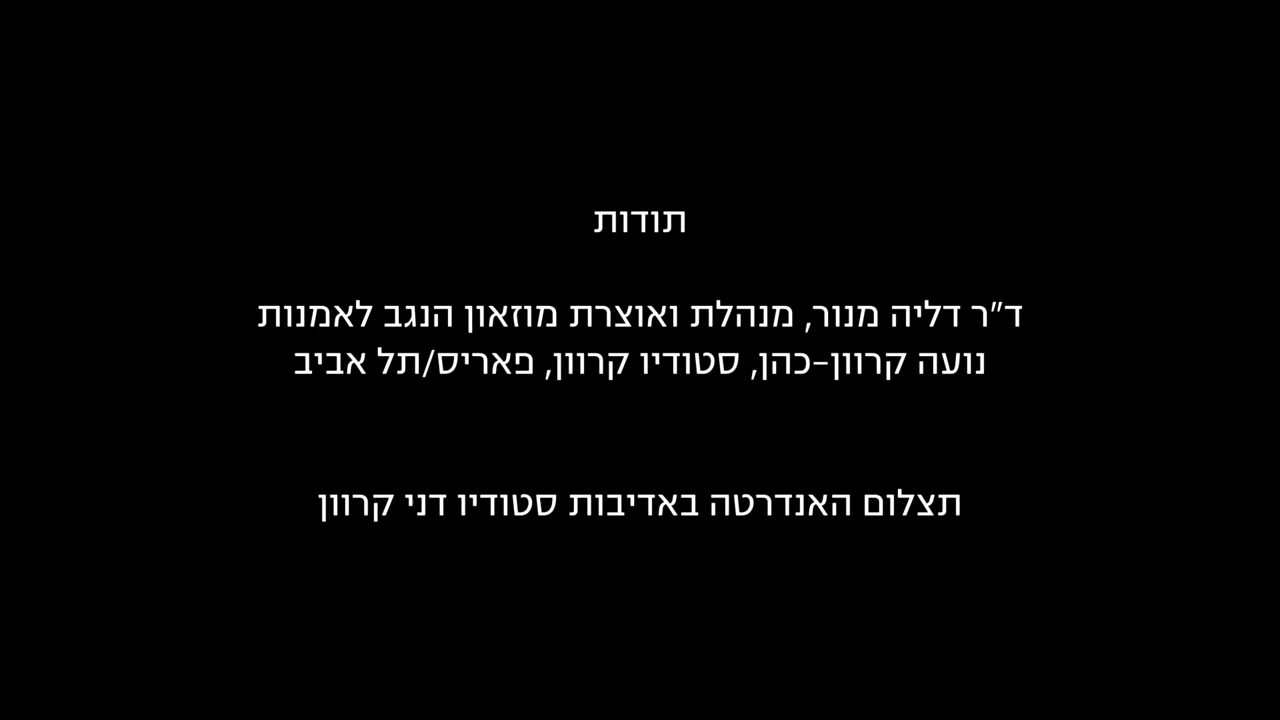 תודות
ד"ר דליה מנור, מנהלת ואוצרת מוזאון הנגב לאמנות
נועה קרוון-כהן, סטודיו קרוון, פאריס/תל אביב
תצלום האנדרטה באדיבות סטודיו דני קרוון